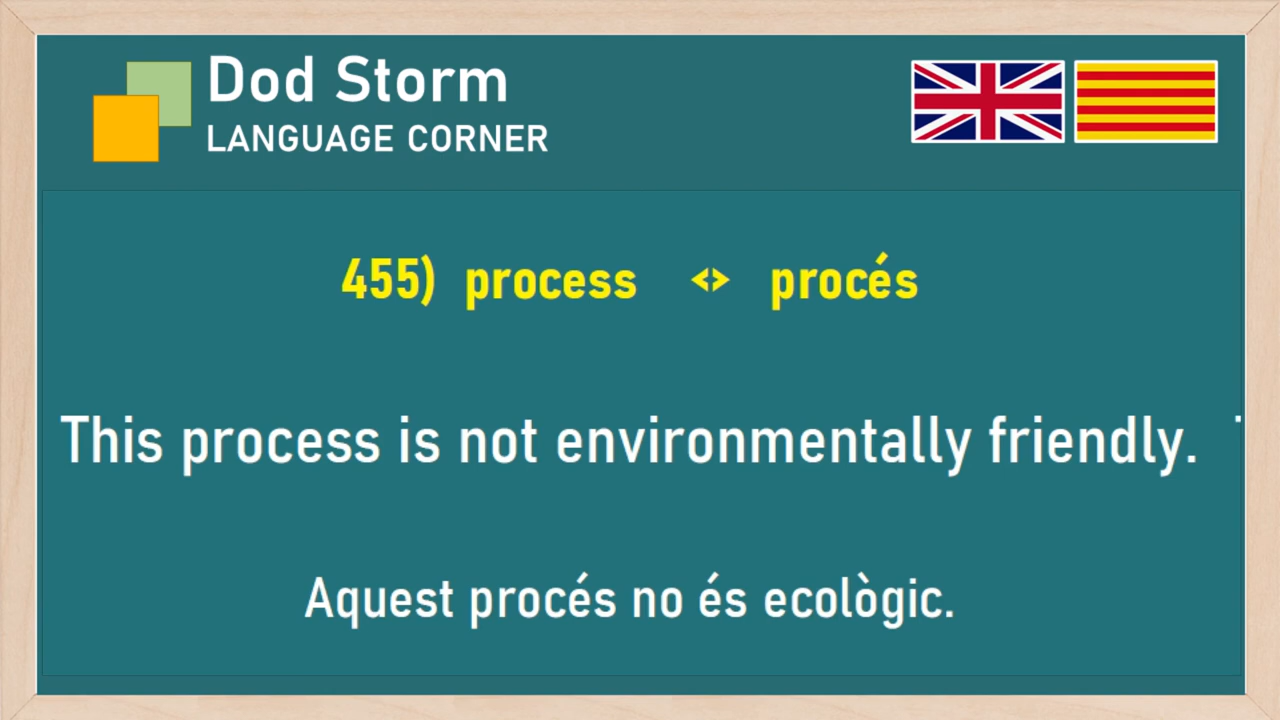 Dod Storm
LANGUAGE CORNER
455) process <> procés
This process is not environmentally friendly.
Aquest procés no és ecològic.